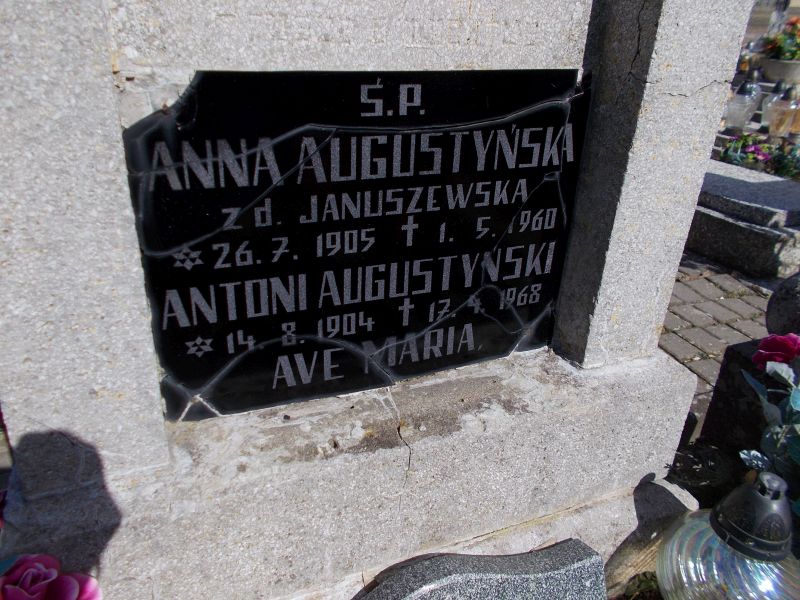 Ś.P.
ANNA AUGUSTYŃSKA
zd. JANUSZEWSKA
26.7.1905 † 1.5.1960
ANTONI AUGUSTYŃSKI
14.8.1904 † 17.4.1968
AVE MARIA